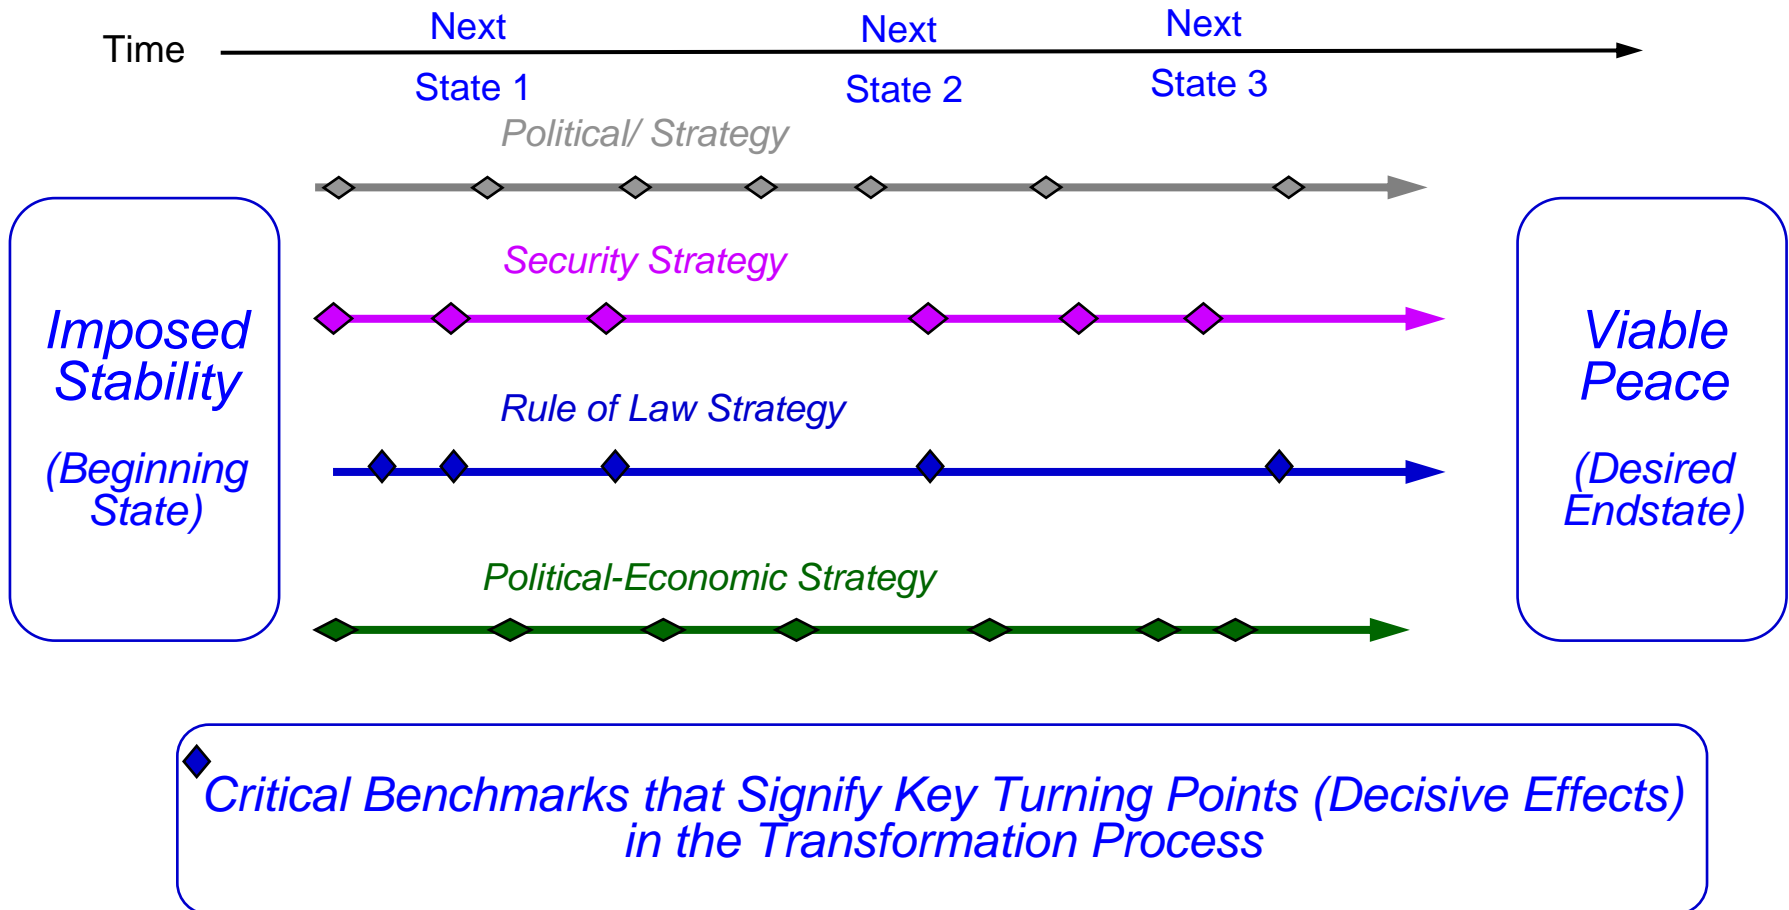 Time
Next
State 1
Next
State 2
Next
State 3
Political/ Strategy
Security Strategy
Imposed
Stability
(Beginning
State)
Rule of Law Strategy
Viable
Peace
(Desired
Endstate)
Political-Economic Strategy
Critical Benchmarks that Signify Key Turning Points (Decisive Effects)
in the Transformation Process